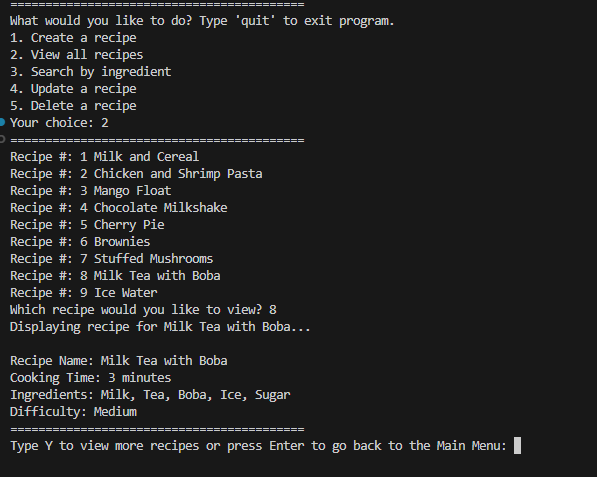 ==========================================
What would you like to do? Type 'quit' to exit program.
1. Create a recipe
2. View all recipes
3. Search by ingredient
4. Update a recipe
5. Delete a recipe
Your choice: 2
==========================================
Recipe #: 1 Milk and Cereal
Recipe #: 2 Chicken and Shrimp Pasta
Recipe #: 3 Mango Float
Recipe #: 4 Chocolate Milkshake
Recipe #: 5 Cherry Pie
Recipe #: 6 Brownies
Recipe #: 7 Stuffed Mushrooms
Recipe #: 8 Milk Tea with Boba
Recipe #: 9 Ice Water
Which recipe would you like to view? 8
Displaying recipe for Milk Tea with Boba...
Recipe Name: Milk Tea with Boba
Cooking Time: 3 minutes
Ingredients: Milk, Tea, Boba, Ice, Sugar
Difficulty: Medium
==========================================
Type Y to view more recipes or press Enter to go back to the Main Menu: